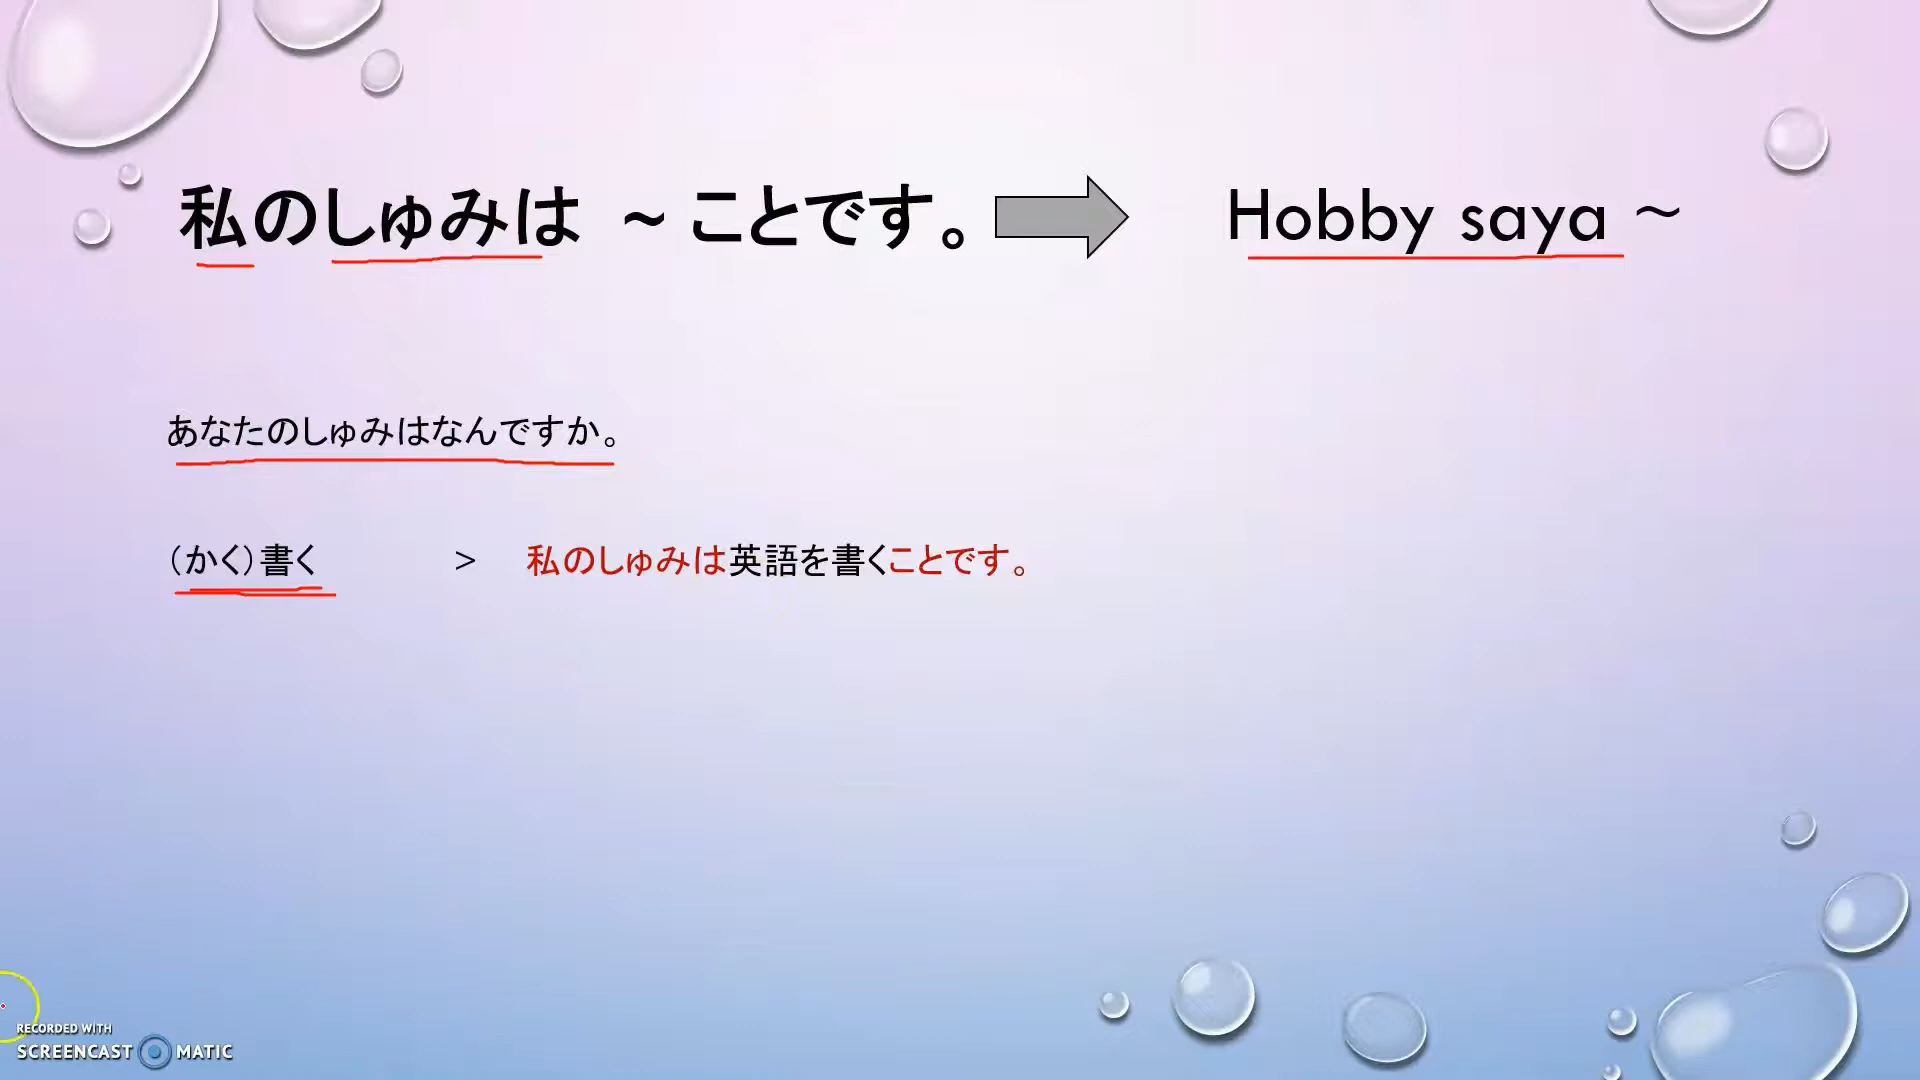 私のしゅみは ~ ことです。 Hobby saya ~
あなたのしゅみはなんですか。
(かく)書く > 私のしゅみは英語を書くことです。
RECORDED WITH
SCREENCAST MATIC